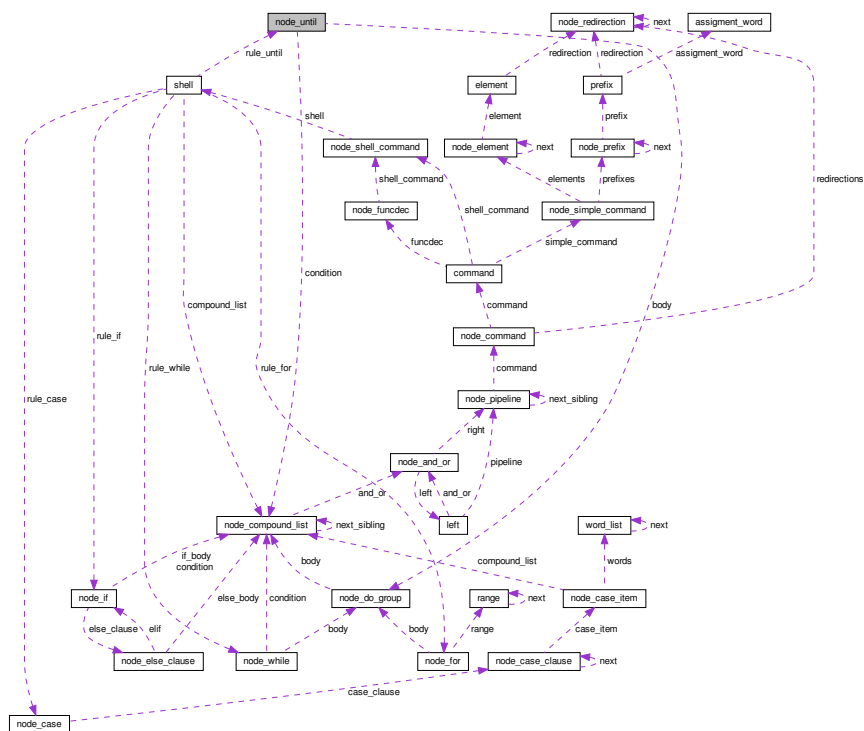 node_until
node_redirection
next
assigment_word
rule_until
redirection
redirection
assigment_word
shell
element
prefix
shell
element
prefix
node_shell_command
node_element
next
node_prefix
next
shell_command
elements
prefixes
redirections
node_funcdec
shell_command
node_simple_command
funcdec
simple_command
condition
command
body
compound_list
command
rule_if
node_command
rule_while
rule_for
command
rule_case
node_pipeline
next_sibling
right
node_and_or
pipeline
and_or
left
and_or
node_compound_list
next_sibling
left
word_list
next
if_body
condition
body
compound_list
words
node_if
else_body
condition
node_do_group
range
next
node_case_item
else_clause
elif
body
body
range
case_item
node_else_clause
node_while
node_for
node_case_clause
next
case_clause
node_case